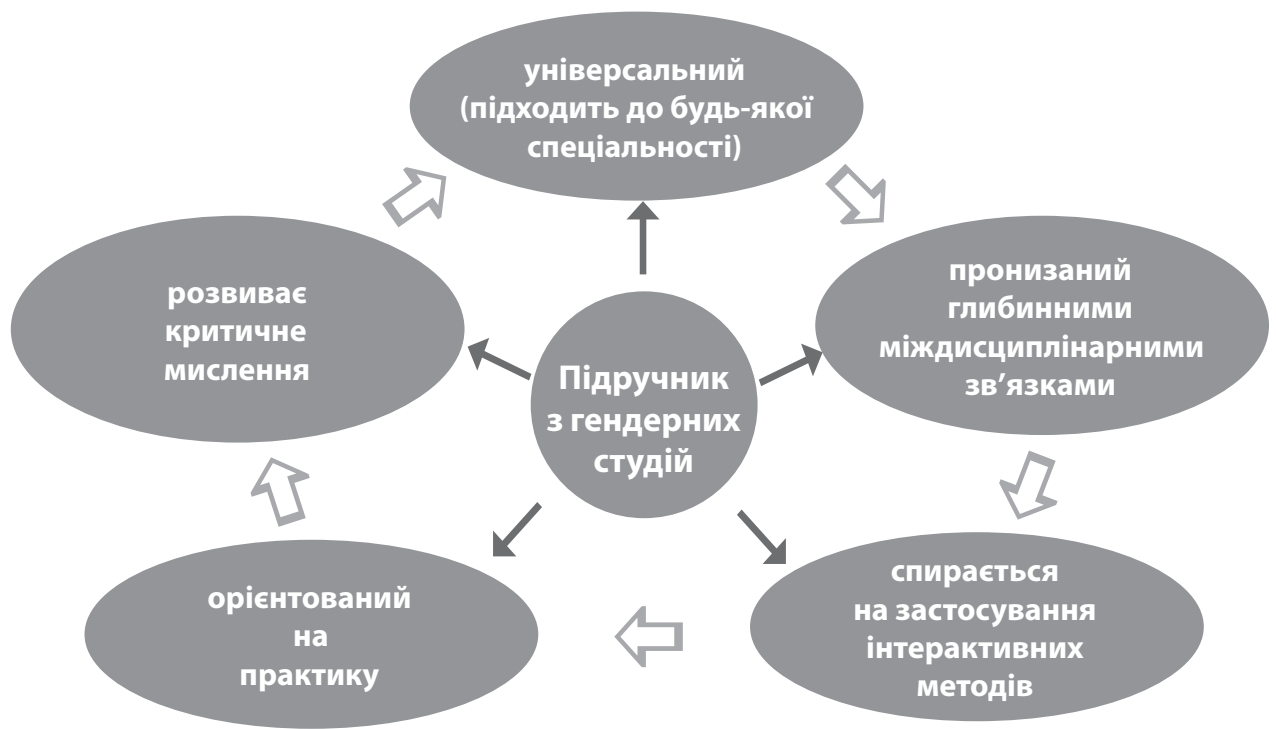 універсальний
(підходить до будь-якої
спеціальності)
розвиває
критичне
мислення
пронизаний
глибинними
міждисциплінарними
зв’язками
Підручник
з гендерних
студій
орієнтований
на
практику
спирається
на застосування
інтерактивних
методів